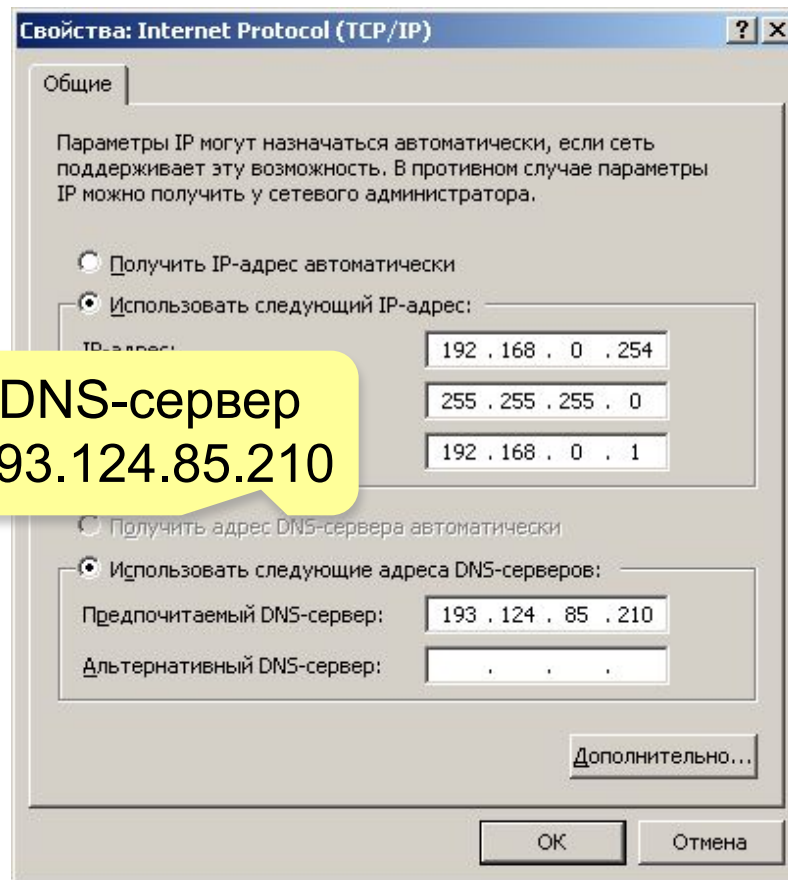 Свойства: Internet Protocol (TCP/IP)
Общие
Параметры IP могут назначаться автоматически, если сеть
поддерживает эту возможность. В противном случае параметры
IP можно получить у сетевого администратора.
Получить IP-адрес автоматически
Использовать следующий IP-адрес:
IP-адрес: 192 . 168 . 0 . 254
255 . 255 . 255 . 0
192 . 168 . 0 . 1
DNS-сервер
93.124.85.210
Получить адрес DNS-сервера автоматически
Использовать следующие адреса DNS-серверов:
Предпочитаемый DNS-сервер: 193 . 124 . 85 . 210
Альтернативный DNS-сервер: . . .
Дополнительно...
ОК Отмена